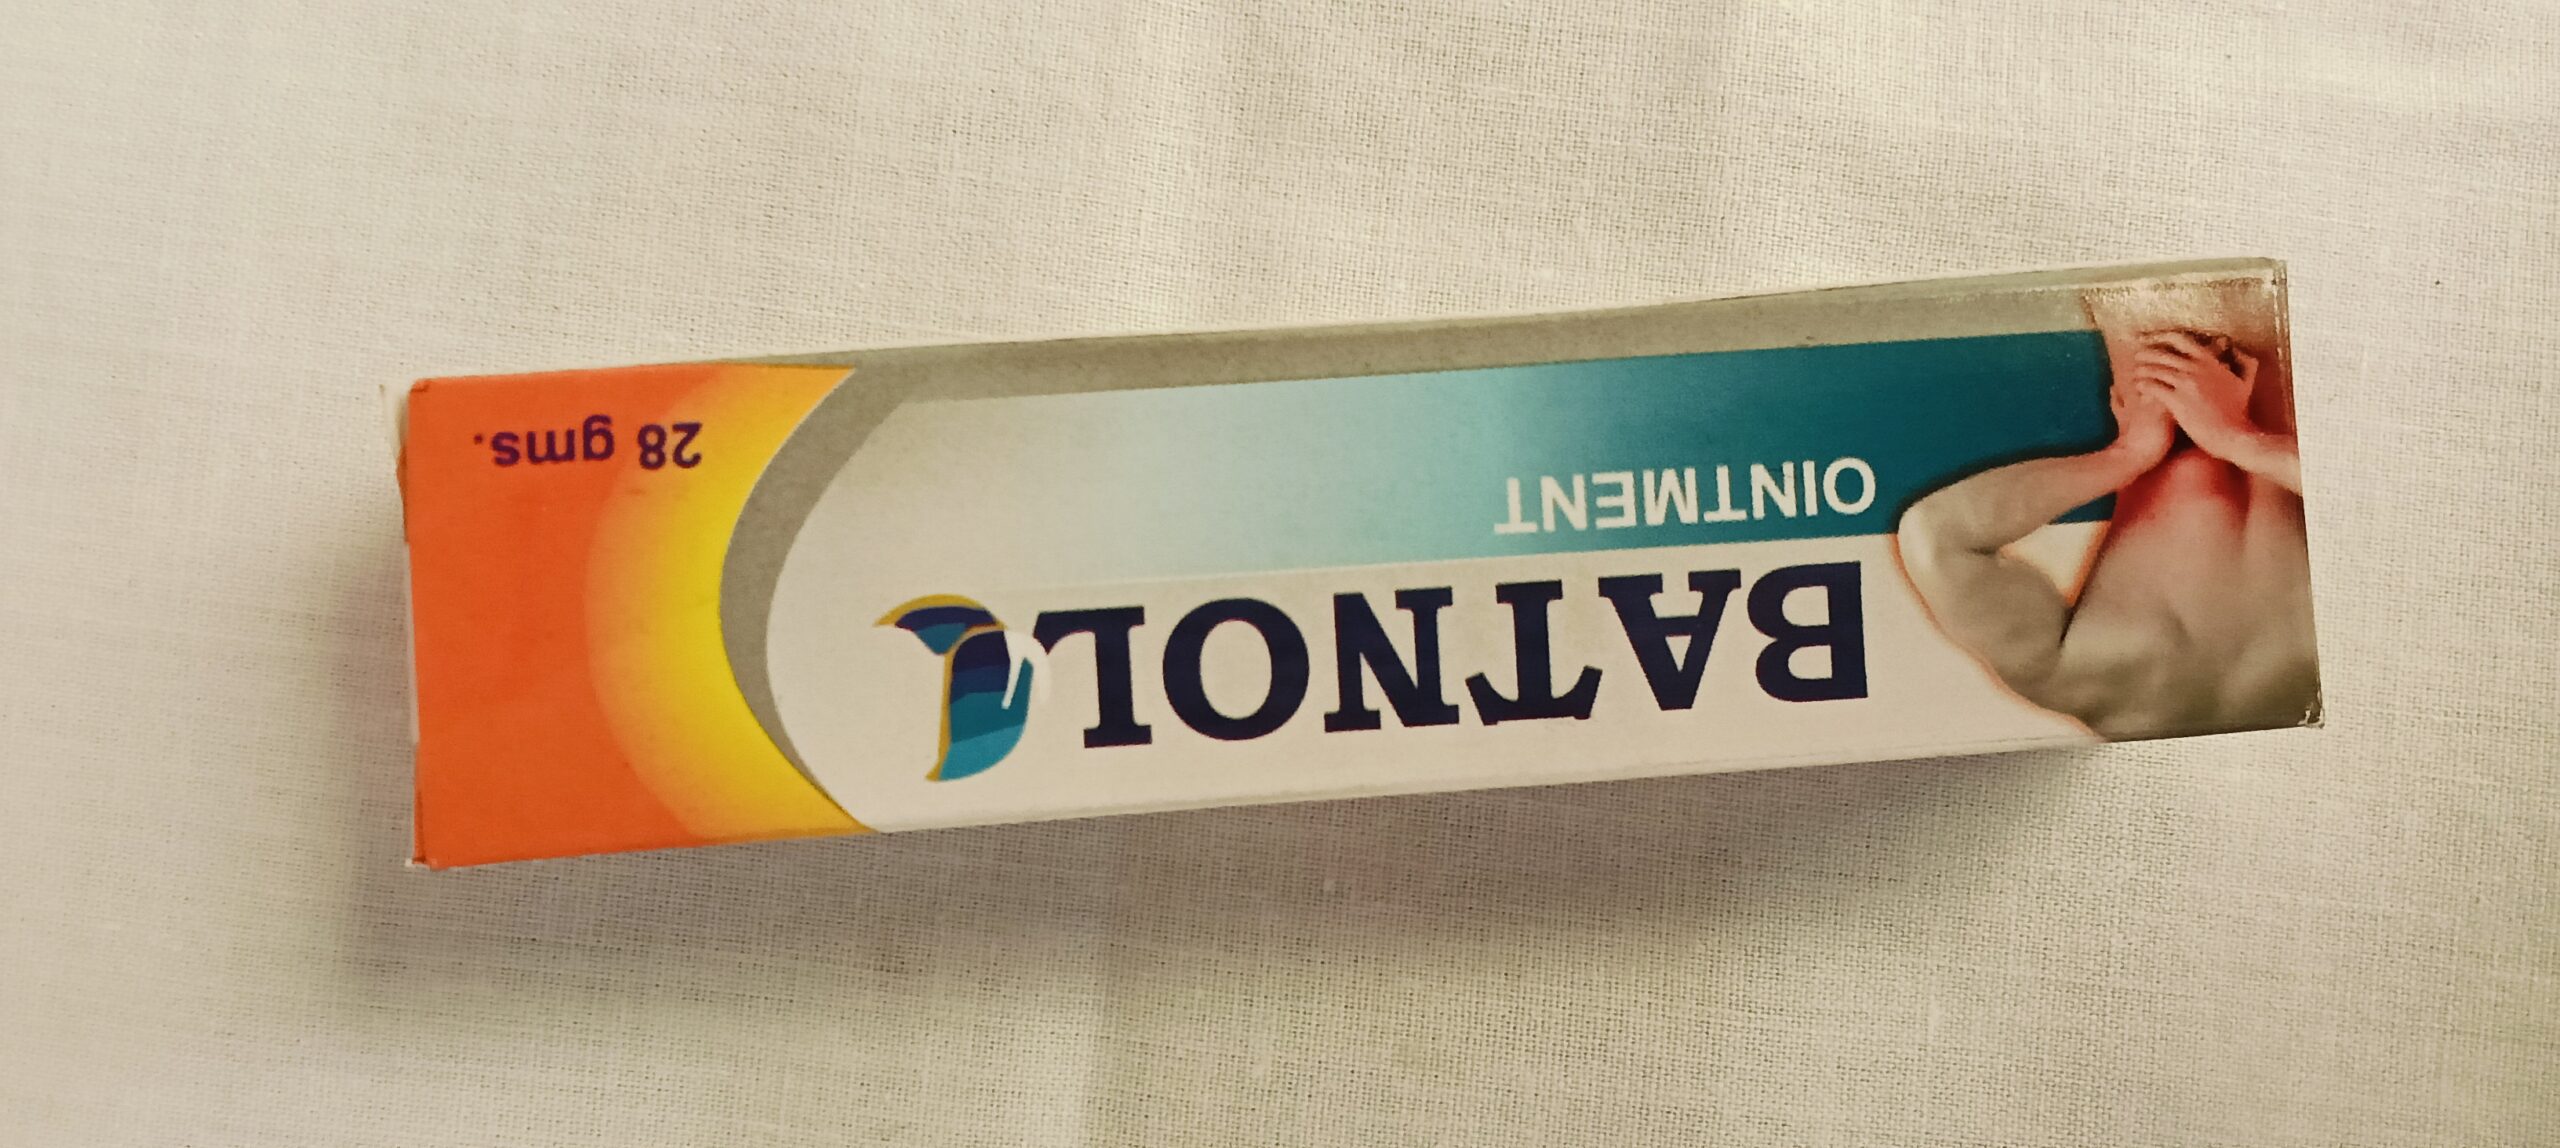 BATNOL
OINTMENT
28 gms.